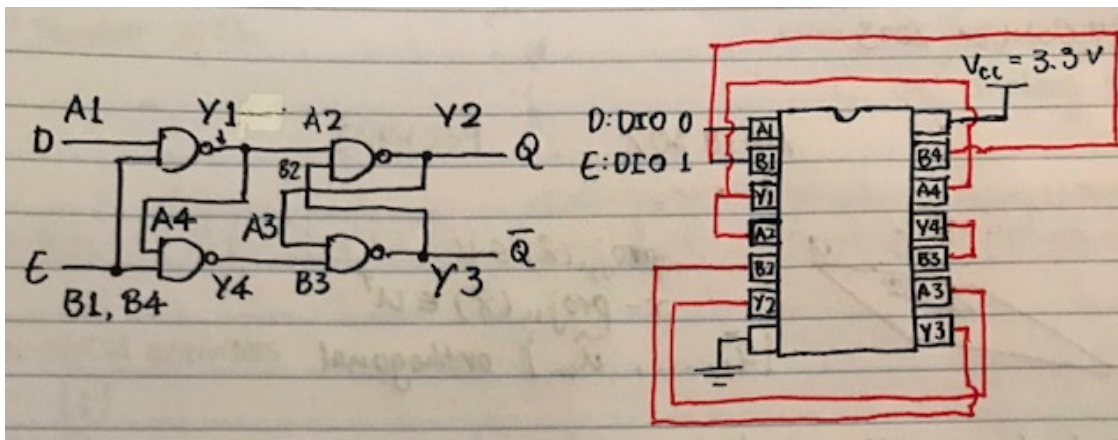 A1
Y1
A2
Y2
D
B2
Q
A4
A3
Q̅
E
Y4
B3
Y3
B1, B4
Vcc = 3.3 V
D: DIO 0
E: DIO 1
A1
B1
Y1
A2
B2
Y2
B4
A4
Y4
B3
A3
Y3